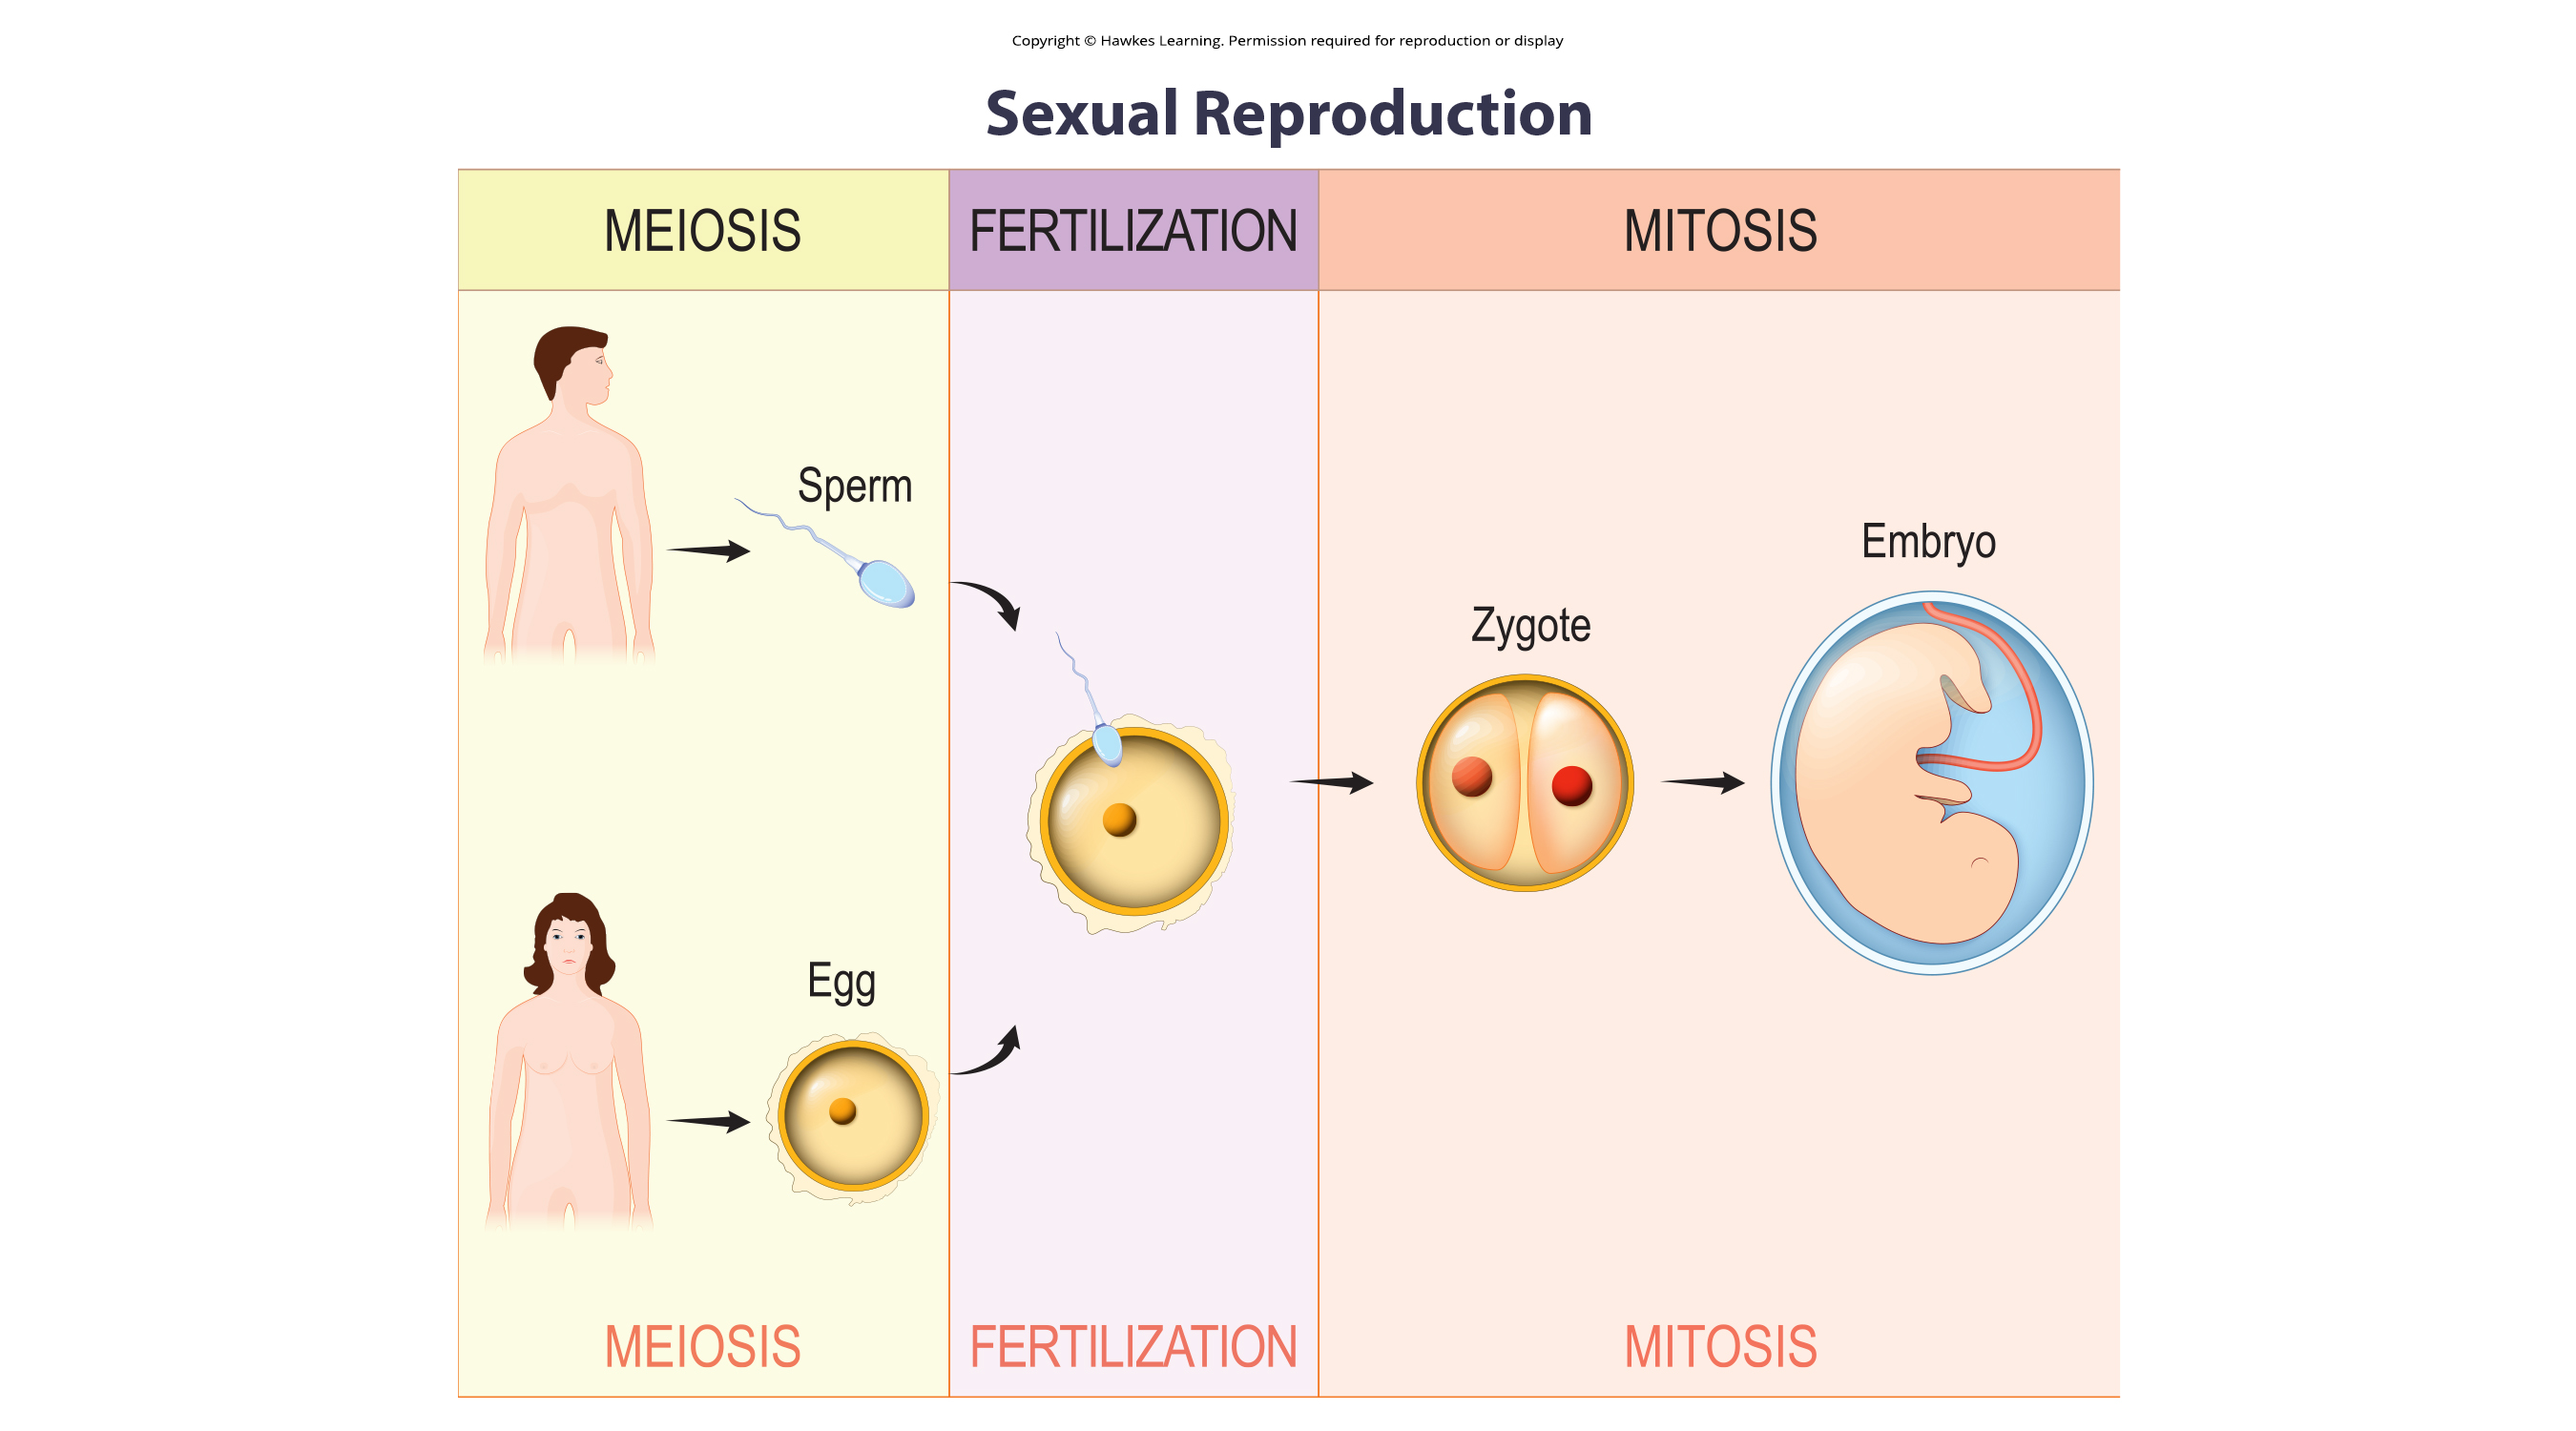 Copyright © Hawkes Learning. Permission required for reproduction or display
Sexual Reproduction
MEIOSIS
FERTILIZATION
MITOSIS
Sperm
Egg
Zygote
Embryo
MEIOSIS
FERTILIZATION
MITOSIS